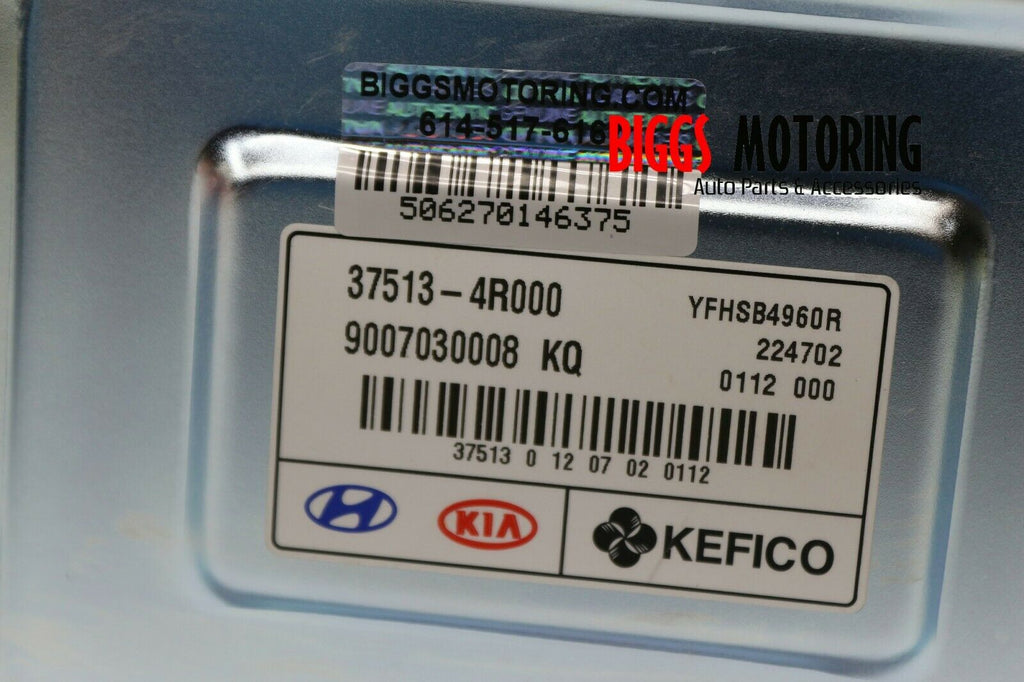 BIGGSMOTORING.COM
BIGGS MOTORING
Auto Parts & Accessories
506270146375
37513-4R000
YFHSB4960R
9007030008 KQ
224702
0112 000
37513 0 12 07 02 0112
KIA
KEFICO